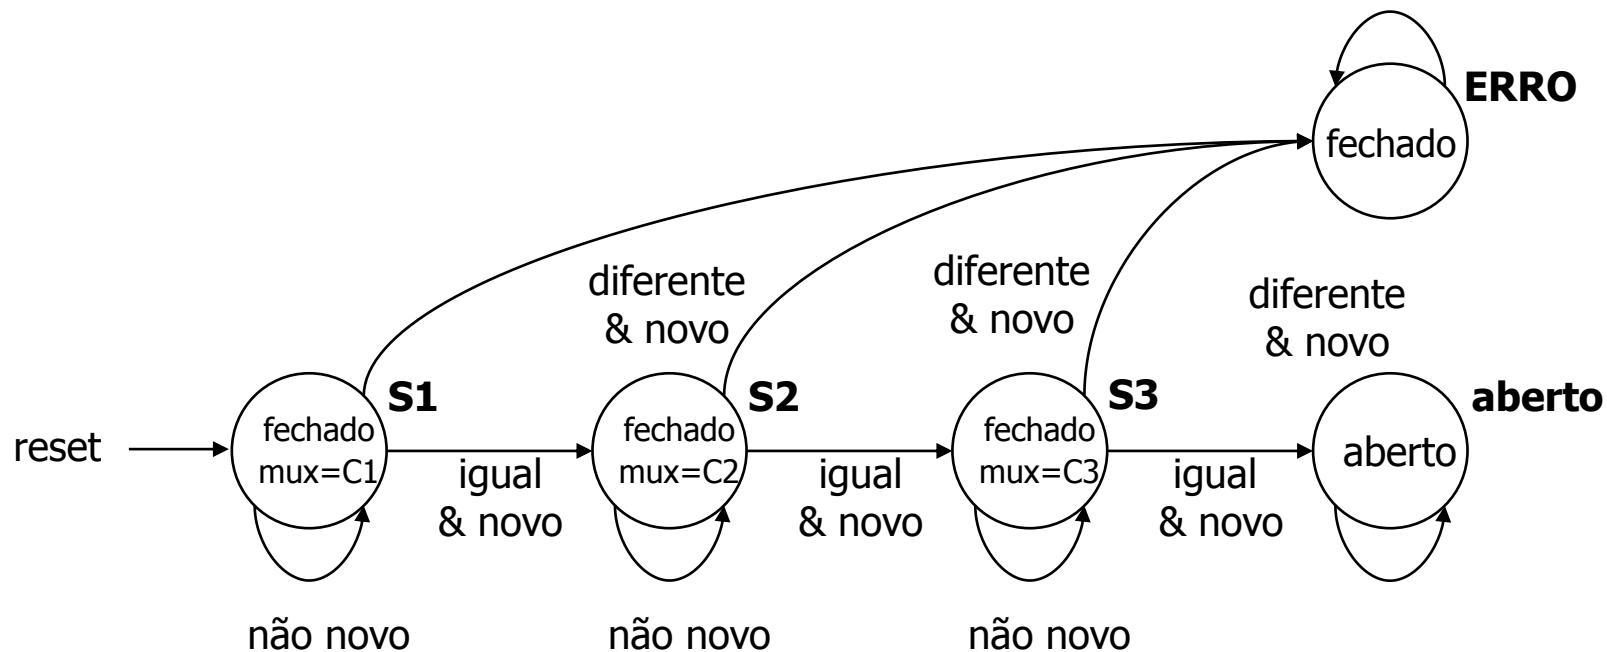 ERRO
fechado
diferente
& novo
diferente
& novo
diferente
& novo
reset
S1
fechado
mux=C1
igual
& novo
S2
fechado
mux=C2
igual
& novo
S3
fechado
mux=C3
igual
& novo
aberto
aberto
não novo
não novo
não novo